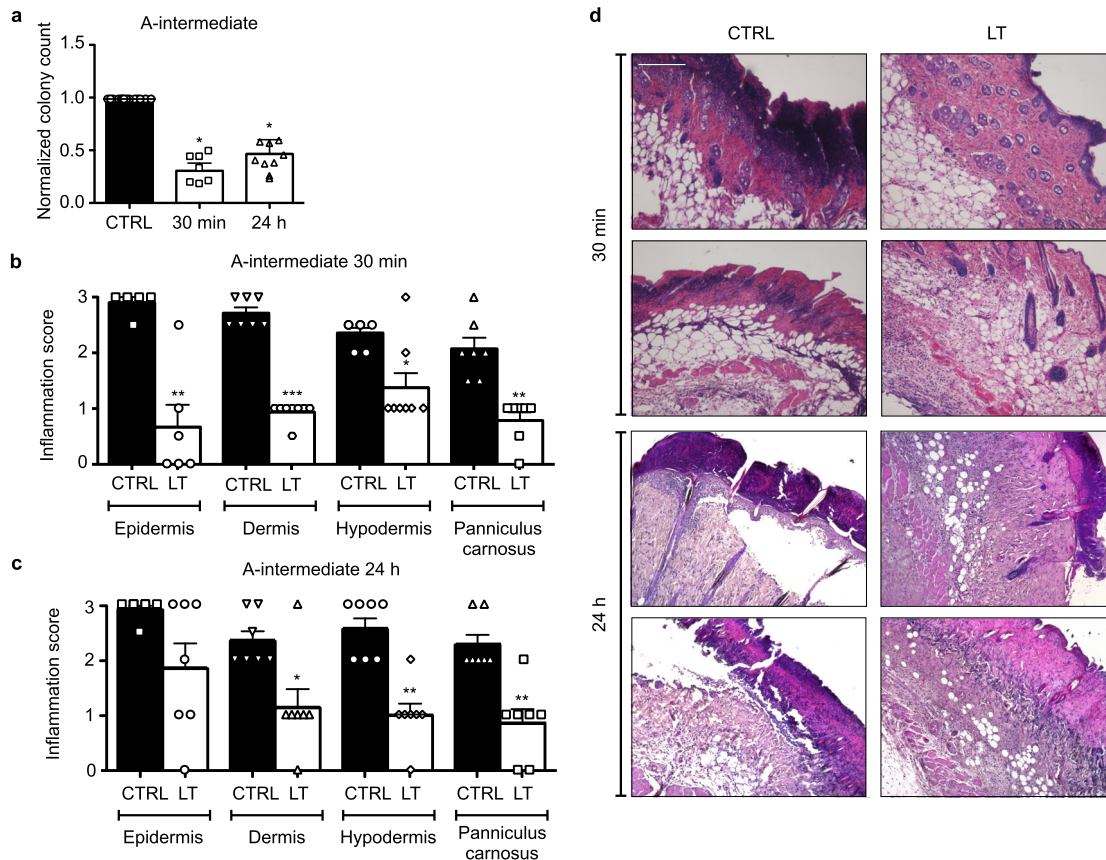 a
A-intermediate
Normalized colony count
1.5
1.0
0.5
0.0
* *
CTRL 30 min 24 h
b
A-intermediate 30 min
Inflammation score
3
2
1
0
** *** * **
CTRL LT CTRL LT CTRL LT CTRL LT
Epidermis Dermis Hypodermis Panniculus
carnosus
c
A-intermediate 24 h
Inflammation score
3
2
1
0
* ** **
CTRL LT CTRL LT CTRL LT CTRL LT
Epidermis Dermis Hypodermis Panniculus
carnosus
d
CTRL LT
30 min
24 h